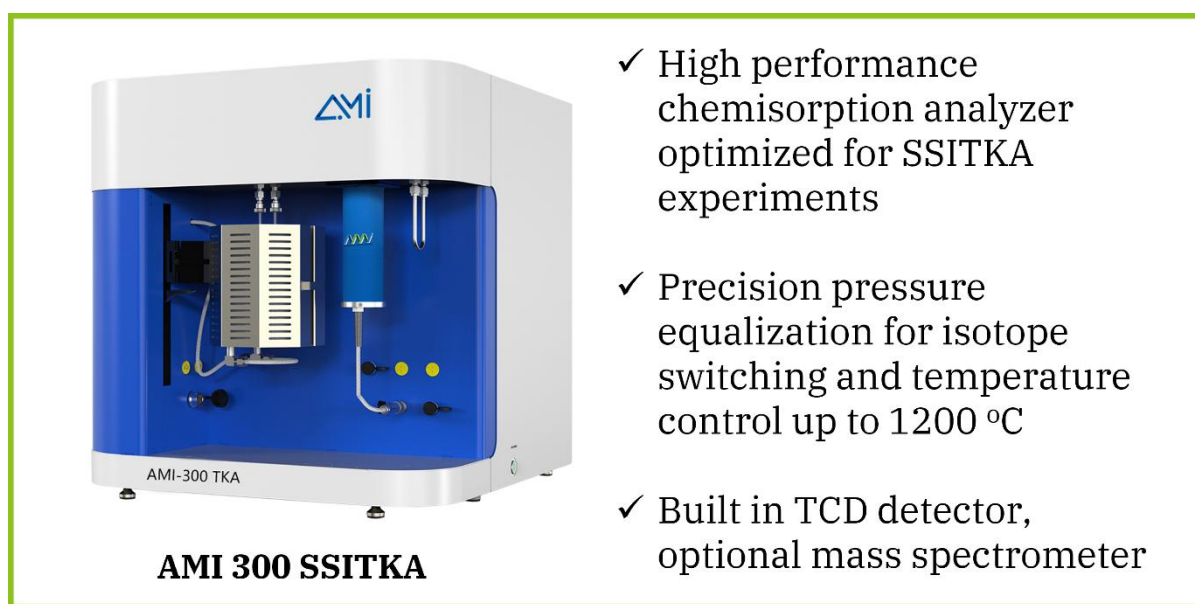 AMi
AMI-300 TKA
AMI 300 SSITKA
✓ High performance
chemisorption analyzer
optimized for SSITKA
experiments
✓ Precision pressure
equalization for isotope
switching and temperature
control up to 1200 ºC
✓ Built in TCD detector,
optional mass spectrometer